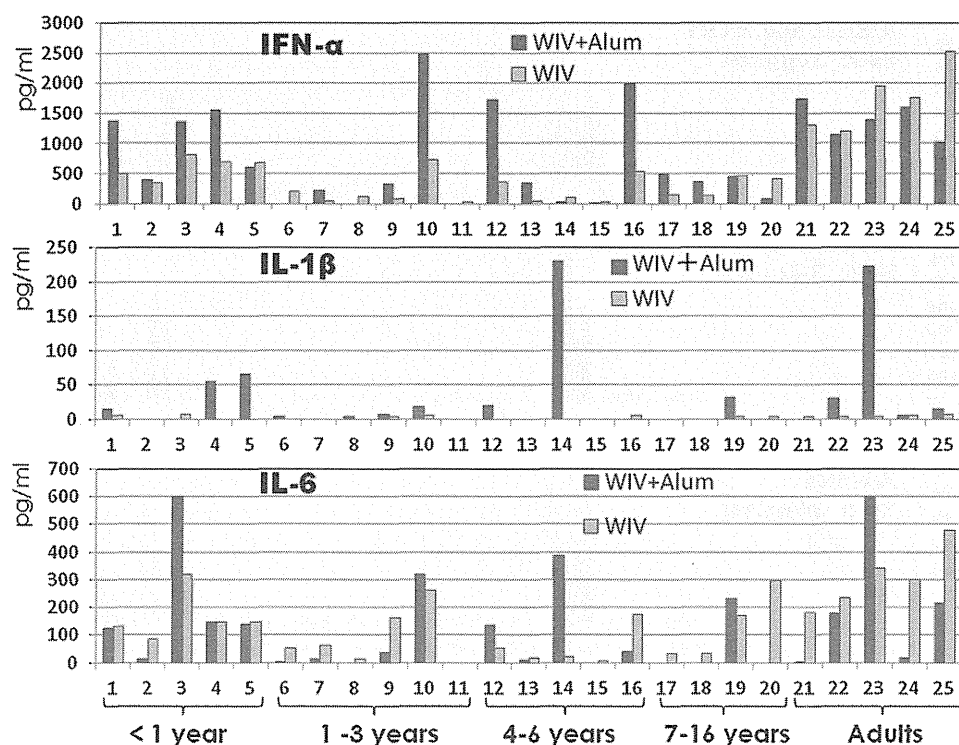 3000
IFN-α
WIV+Alum
2500
WIV
2000
pg/ml
1500
1000
500
0
1 2 3 4 5 6 7 8 9 10 11 12 13 14 15 16 17 18 19 20 21 22 23 24 25
250
IL-1β
WIV+Alum
200
WIV
pg/ml
150
100
50
0
1 2 3 4 5 6 7 8 9 10 11 12 13 14 15 16 17 18 19 20 21 22 23 24 25
700
IL-6
WIV+Alum
600
pg/ml
500
WIV
400
300
200
100
0
1 2 3 4 5 6 7 8 9 10 11 12 13 14 15 16 17 18 19 20 21 22 23 24 25
< 1 year 1 -3 years 4-6 years 7-16 years Adults